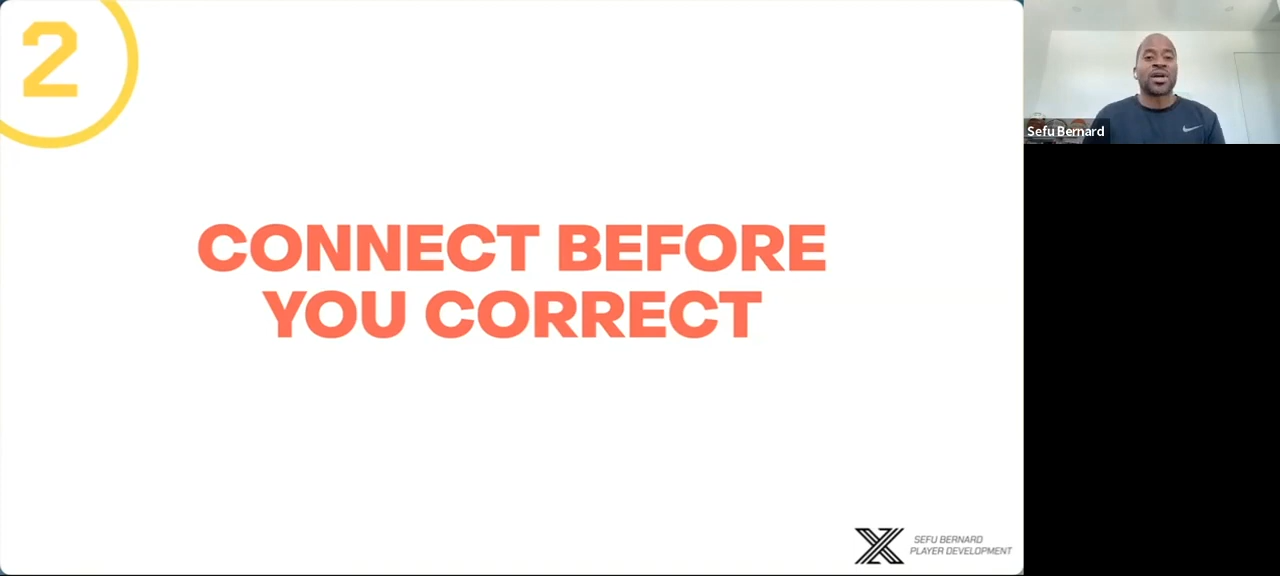 2
CONNECT BEFORE
YOU CORRECT
SEFU BERNARD
PLAYER DEVELOPMENT
Sefu Bernard